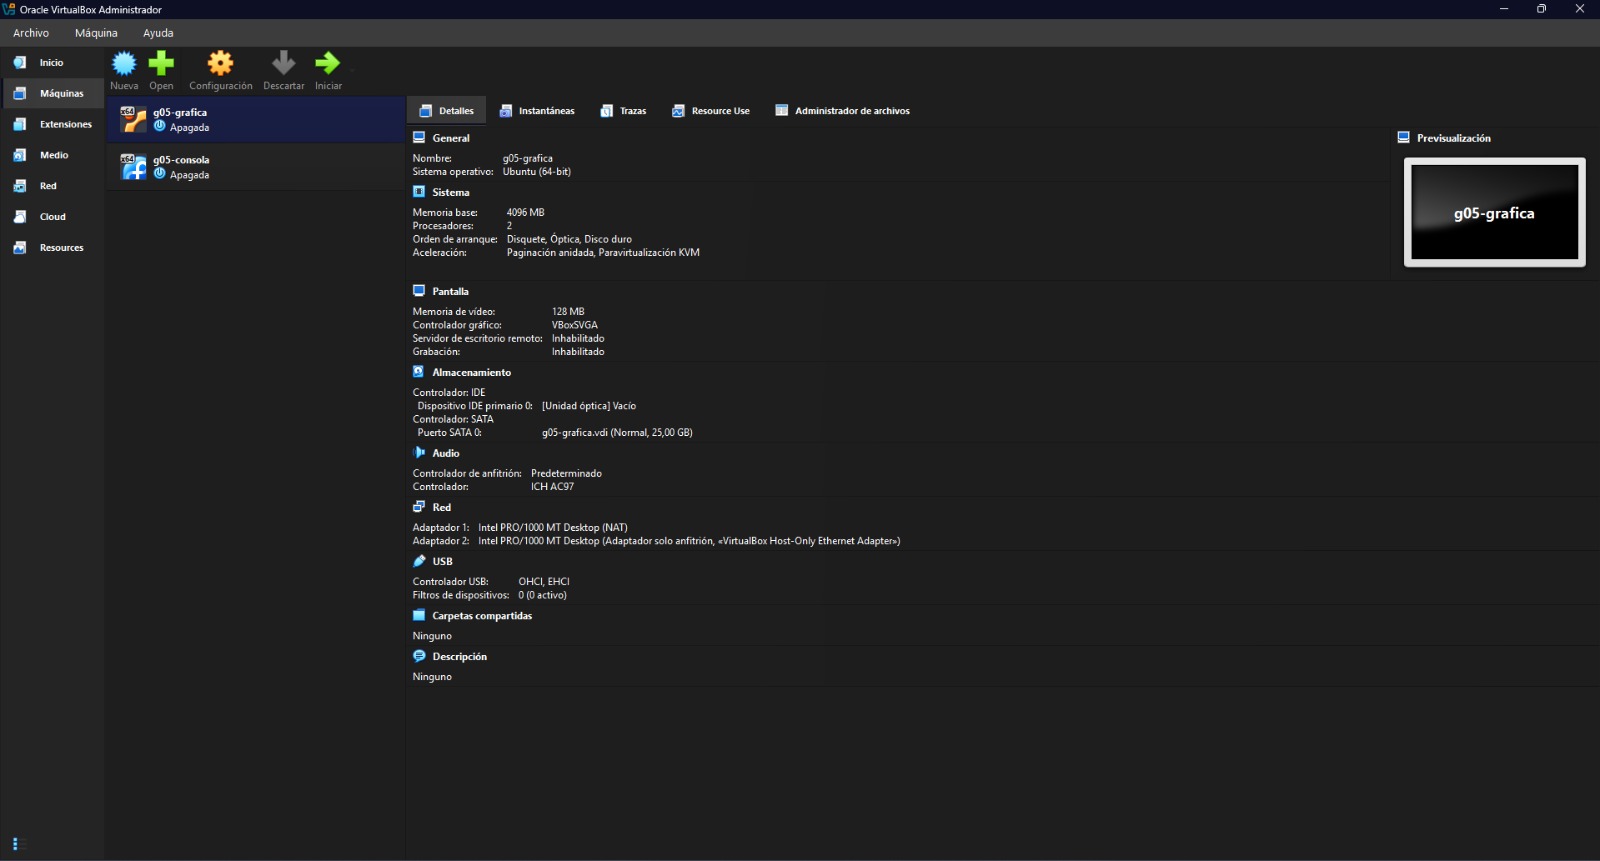 Oracle VirtualBox Administrador
Archivo Máquina Ayuda
Inicio
Máquinas
Extensiones
Medio
Red
Cloud
Resources
Nueva Open Configuración Descartar Iniciar
x64 g05-grafica
Apagada
x64 g05-consola
Apagada
Detalles Instantáneas Trazas Resource Use Administrador de archivos
General
Nombre: g05-grafica
Sistema operativo: Ubuntu (64-bit)
Sistema
Memoria base: 4096 MB
Procesadores: 2
Orden de arranque: Disquete, Óptica, Disco duro
Aceleración: Paginación anidada, Paravirtualización KVM
Pantalla
Memoria de vídeo: 128 MB
Controlador gráfico: VBoxSVGA
Servidor de escritorio remoto: Inhabilitado
Grabación: Inhabilitado
Almacenamiento
Controlador: IDE
Dispositivo IDE primario 0: [Unidad óptica] Vacío
Controlador: SATA
Puerto SATA 0: g05-grafica.vdi (Normal, 25,00 GB)
Audio
Controlador de anfitrión: Predeterminado
Controlador: ICH AC97
Red
Adaptador 1: Intel PRO/1000 MT Desktop (NAT)
Adaptador 2: Intel PRO/1000 MT Desktop (Adaptador solo anfitrión, «VirtualBox Host-Only Ethernet Adapter»)
USB
Controlador USB: OHCI, EHCI
Filtros de dispositivos: 0 (0 activo)
Carpetas compartidas
Ninguno
Descripción
Ninguno
Previsualización
g05-grafica